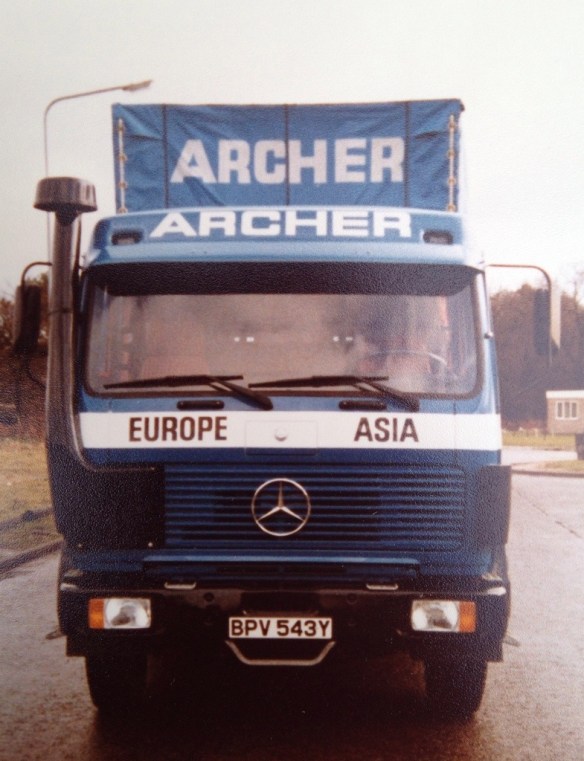 ARCHER
ARCHER
EUROPE ASIA
BPV 543Y